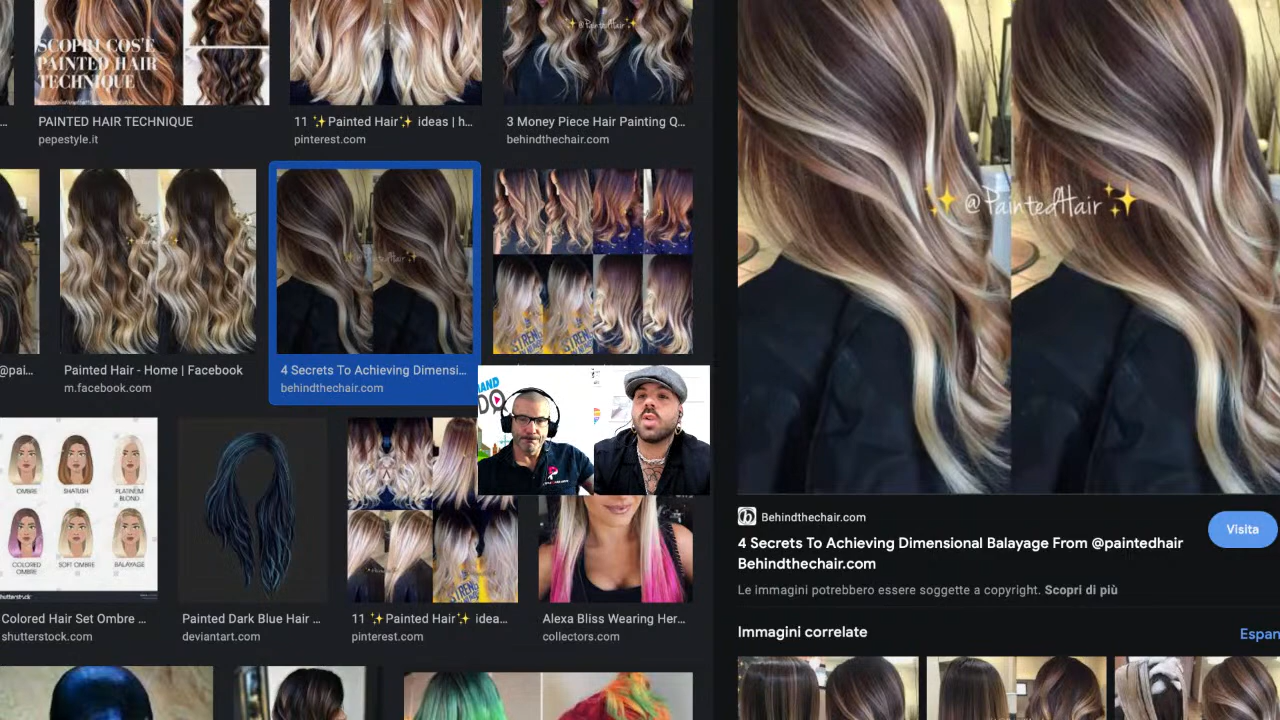 SCOPRI COS'È
PAINTED HAIR
TECHNIQUE
✨@PaintedHair✨
PAINTED HAIR TECHNIQUE
pepestyle.it
11 ✨Painted Hair✨ ideas | h...
pinterest.com
3 Money Piece Hair Painting Q...
behindthechair.com
✨@PaintedHair✨
✨@PaintedHair✨
@pai...
Painted Hair - Home | Facebook
m.facebook.com
4 Secrets To Achieving Dimensi...
behindthechair.com
OMBRE
SHATUSH
PLATINUM
BLOND
COLORED
OMBRE
SOFT OMBRE
BALAYAGE
shutterstock
Colored Hair Set Ombre ...
shutterstock.com
Painted Dark Blue Hair ...
deviantart.com
11 ✨Painted Hair✨ idea...
pinterest.com
Alexa Bliss Wearing Her...
collectors.com
Behindthechair.com
Visita
4 Secrets To Achieving Dimensional Balayage From @paintedhair
Behindthechair.com
Le immagini potrebbero essere soggette a copyright. Scopri di più
Immagini correlate
Espan